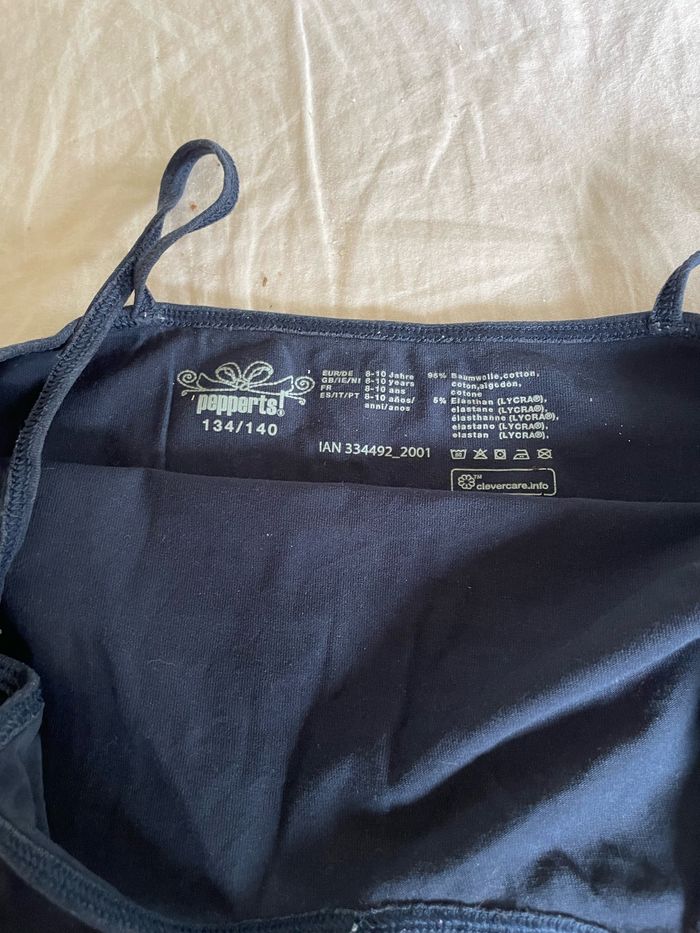 pepperts!®
134/140
EUR/DE 8-10 Jahre
GB/IE/NI 8-10 years
FR 8-10 ans
ES/IT/PT 8-10 años/
anni/anos
95% Baumwolle,cotton,
coton,algodón,
cotone
5% Elasthan (LYCRA®),
elastane (LYCRA®),
élasthanne (LYCRA®),
elastano (LYCRA®),
elastan (LYCRA®),
IAN 334492_2001
™
clevercare.info